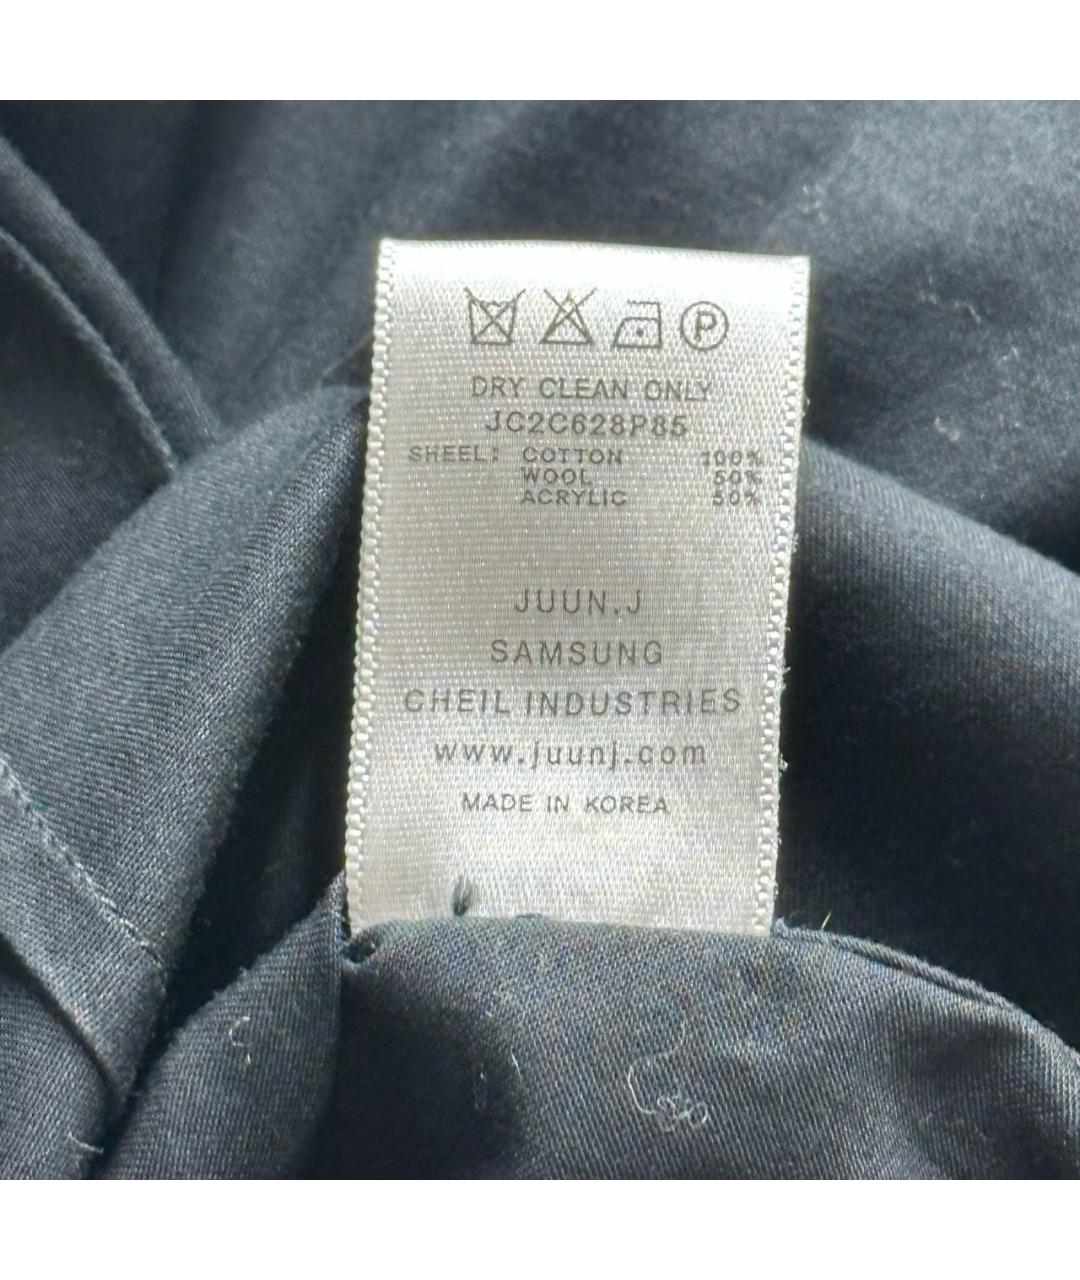 P
DRY CLEAN ONLY
JC2C628P85
SHEEL: COTTON 100%
WOOL 50%
ACRYLIC 50%
JUUN.J
SAMSUNG
CHEIL INDUSTRIES
www.juunj.com
MADE IN KOREA